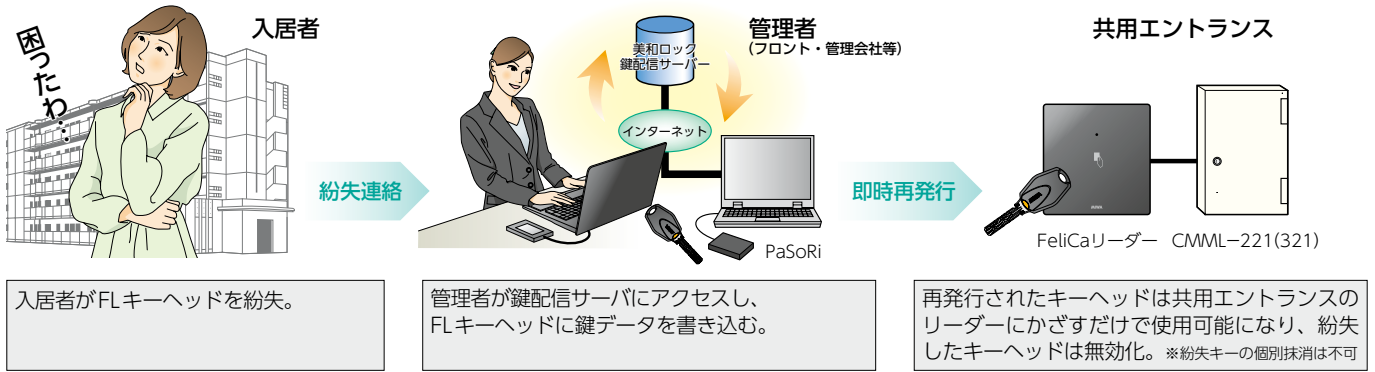 困ったわ…
入居者
紛失連絡
美和ロック
鍵配信サーバー
インターネット
管理者
(フロント・管理会社等)
PaSoRi
即時再発行
共用エントランス
FeliCaリーダー
CMML−221(321)
入居者がFLキーヘッドを紛失。
管理者が鍵配信サーバにアクセスし、
FLキーヘッドに鍵データを書き込む。
再発行されたキーヘッドは共用エントランスの
リーダーにかざすだけで使用可能になり、紛失
したキーヘッドは無効化。※紛失キーの個別抹消は不可